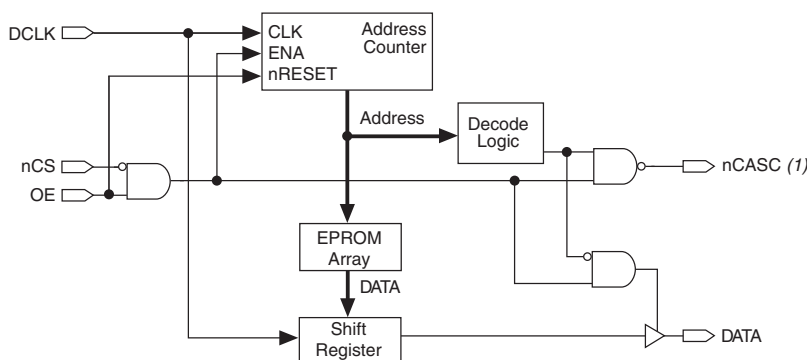 DCLK
CLK
ENA
nRESET
Address
Counter
Address
Decode
Logic
nCS
OE
nCASC (1)
EPROM
Array
DATA
Shift
Register
DATA